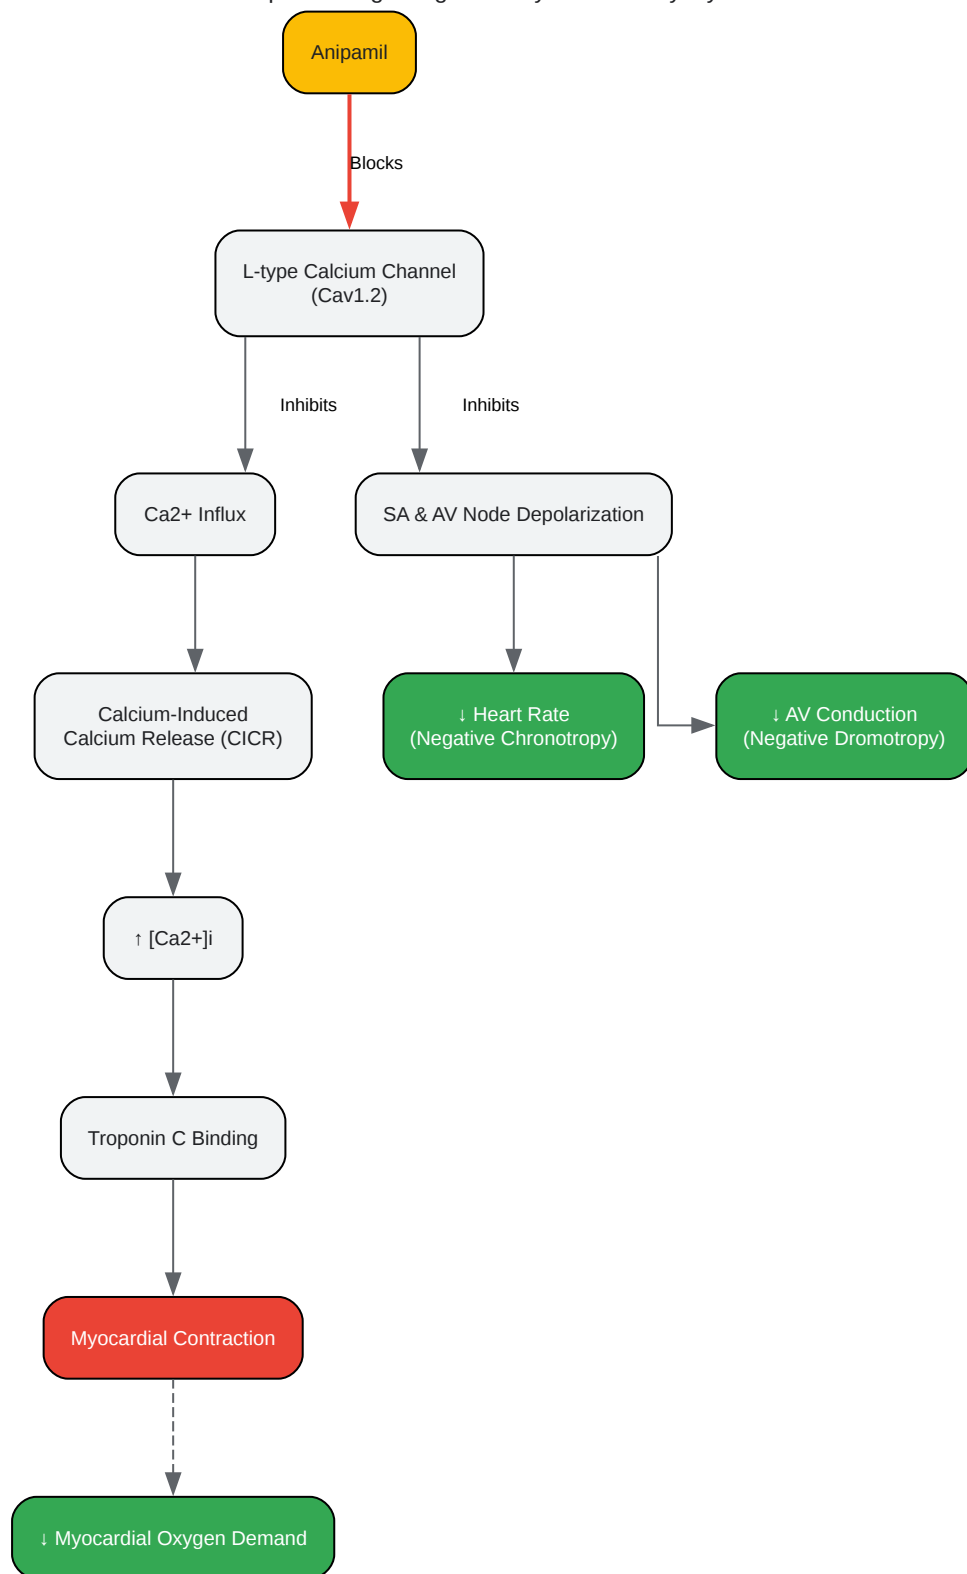 Anipamil
Blocks
L-type Calcium Channel
(Cav1.2)
Inhibits
Inhibits
Ca2+ Influx
SA & AV Node Depolarization
Calcium-Induced
Calcium Release (CICR)
↓ Heart Rate
(Negative Chronotropy)
↓ AV Conduction
(Negative Dromotropy)
↑ [Ca2+]i
Troponin C Binding
Myocardial Contraction
↓ Myocardial Oxygen Demand